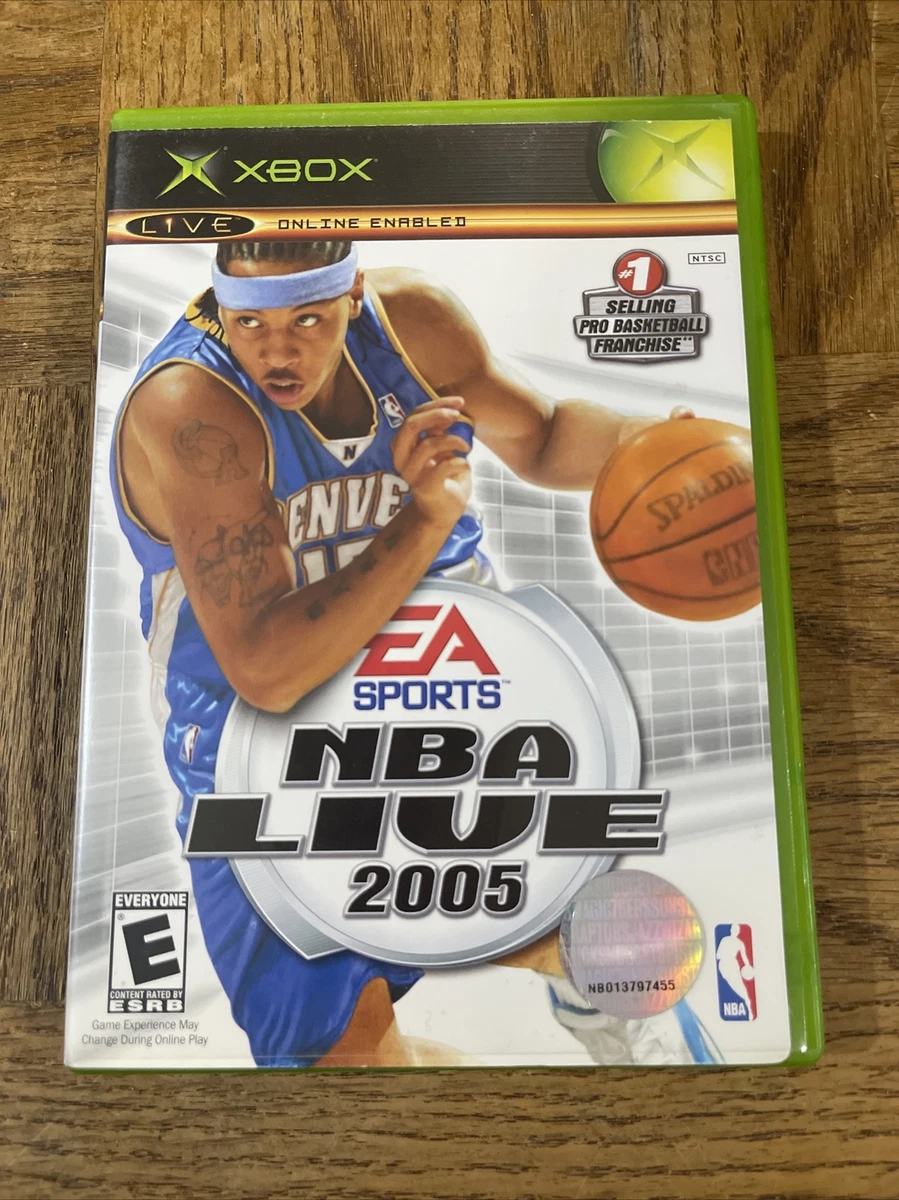 XBOX
LIVE ONLINE ENABLED
NTSC
#1
SELLING
PRO BASKETBALL
FRANCHISE**
N
ENVE
SPALDIN
EA
SPORTS™
NBA
LIVE
2005
EVERYONE
E
CONTENT RATED BY
ESRB
Game Experience May
Change During Online Play
NB013797455
NBA